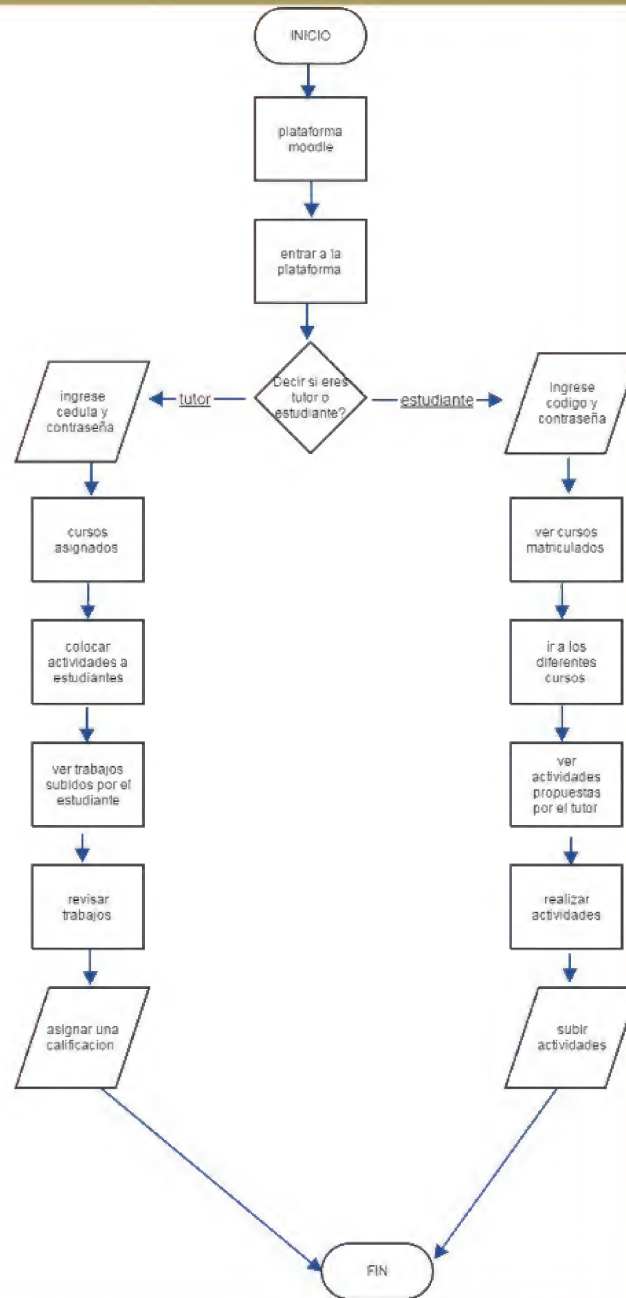 INICIO
plataforma
moodle
entrar a la
plataforma
Decir si eres
tutor o
estudiante?
tutor
estudiante
ingrese
cedula y
contraseña
cursos
asignados
colocar
actividades a
estudiantes
ver trabajos
subidos por el
estudiante
revisar
trabajos
asignar una
calificacion
Ingrese
codigo y
contraseña
ver cursos
matriculados
ir a los
diferentes
cursos
ver
actividades
propuestas
por el tutor
realizar
actividades
subir
actividades
FIN